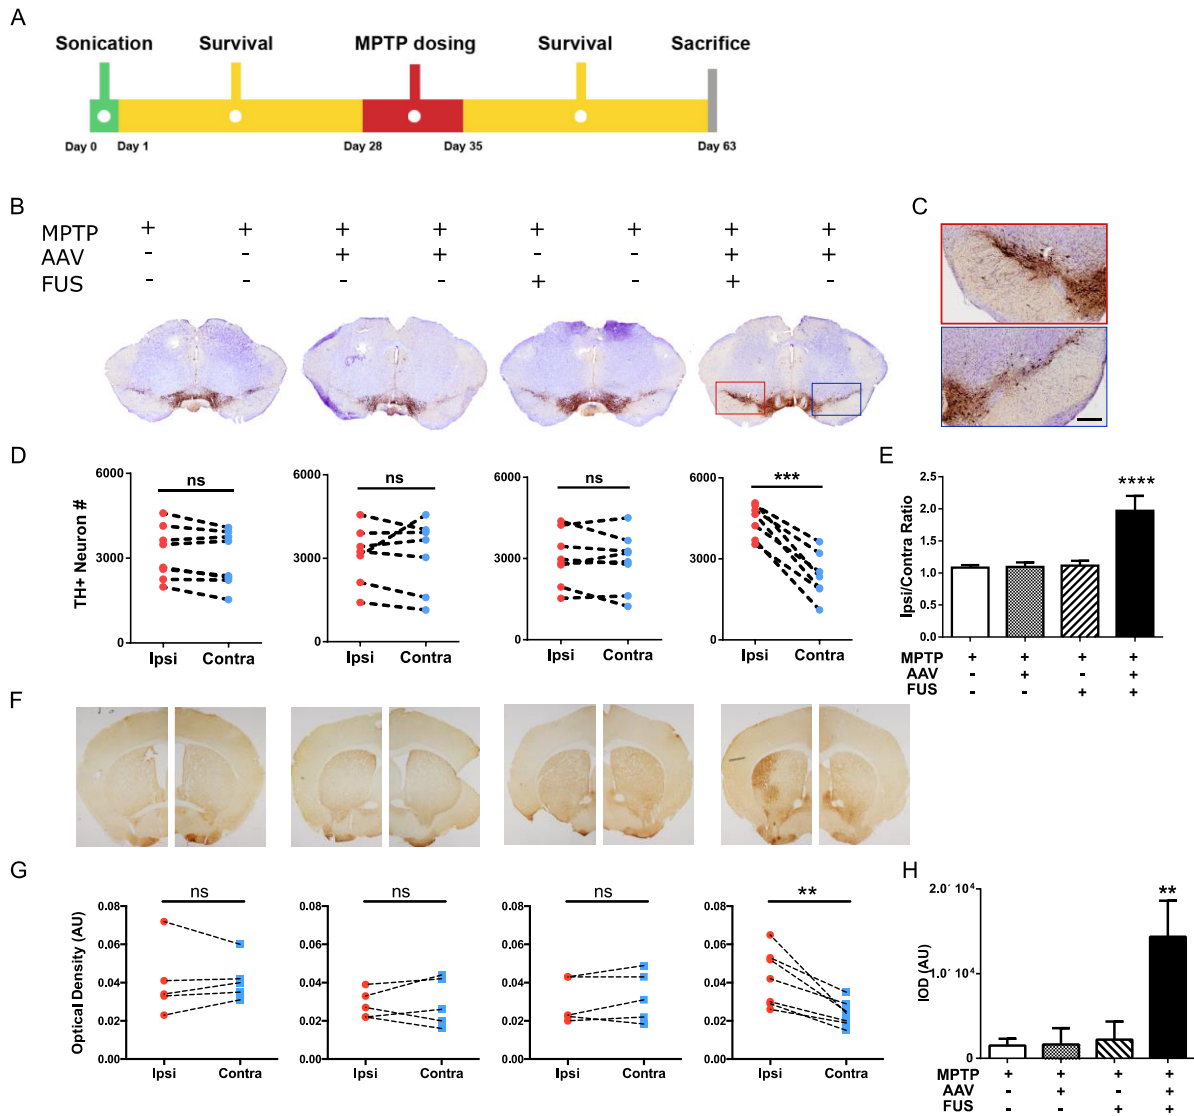 A
Sonication Survival MPTP dosing Survival Sacrifice
Day 0 Day 1 Day 28 Day 35 Day 63
B
MPTP + + + + + + + +
AAV - - + + - - + +
FUS - - - - + - + -
C
D
TH+ Neuron #
6000 3000 0
ns
Ipsi Contra
6000 3000 0
ns
Ipsi Contra
6000 3000 0
ns
Ipsi Contra
6000 3000 0
***
Ipsi Contra
E
Ipsi/Contra Ratio
2.5
2.0
1.5
1.0
0.5
0.0
****
MPTP + + + +
AAV - + - +
FUS - - + +
F
G
Optical Density (AU)
0.08 0.06 0.04 0.02 0.00
ns
Ipsi Contra
0.08 0.06 0.04 0.02 0.00
ns
Ipsi Contra
0.08 0.06 0.04 0.02 0.00
ns
Ipsi Contra
0.08 0.06 0.04 0.02 0.00
**
Ipsi Contra
H
IOD (AU)
2.0´ 10⁴
1.0´ 10⁴
0
**
MPTP + + + +
AAV - + - +
FUS - - + +